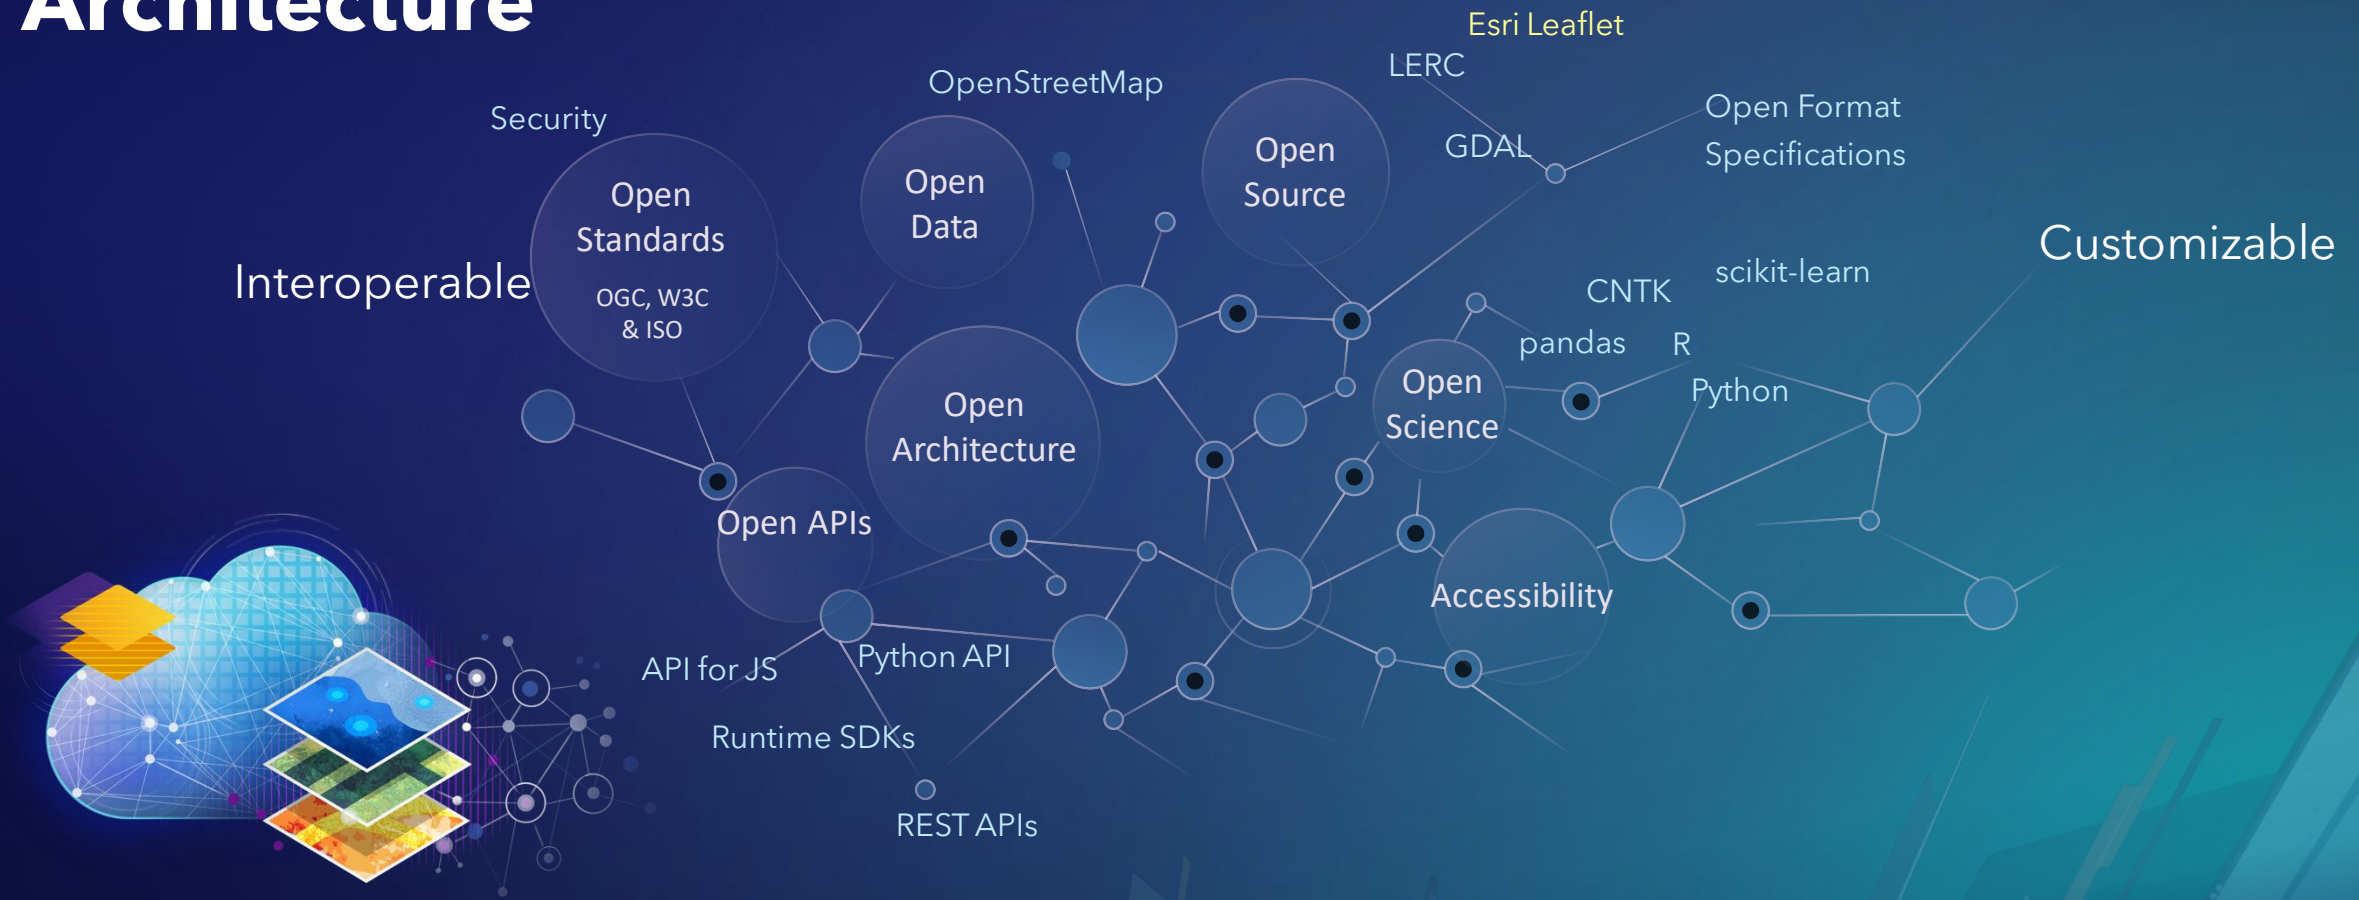 Architecture
Esri Leaflet
LERC
OpenStreetMap
Security
Open Format
Specifications
GDAL
Open
Source
Open
Data
Open
Standards
OGC, W3C
& ISO
Interoperable
Customizable
scikit-learn
CNTK
pandas
R
Python
Open
Science
Open
Architecture
Open APIs
Accessibility
API for JS
Python API
Runtime SDKs
REST APIs